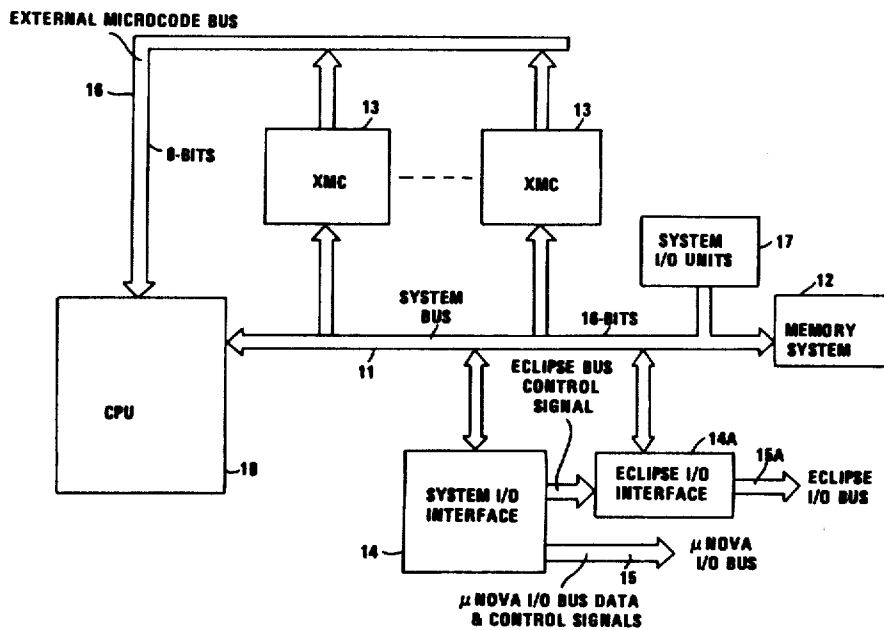 EXTERNAL MICROCODE BUS
16
8-BITS
13
XMC
13
XMC
SYSTEM
I/O UNITS
17
12
MEMORY
SYSTEM
SYSTEM
BUS
16-BITS
11
CPU
10
ECLIPSE BUS
CONTROL
SIGNAL
14A
SYSTEM I/O
INTERFACE
14
ECLIPSE I/O
INTERFACE
15A
ECLIPSE
I/O BUS
15
μNOVA
I/O BUS
μNOVA I/O BUS DATA
& CONTROL SIGNALS